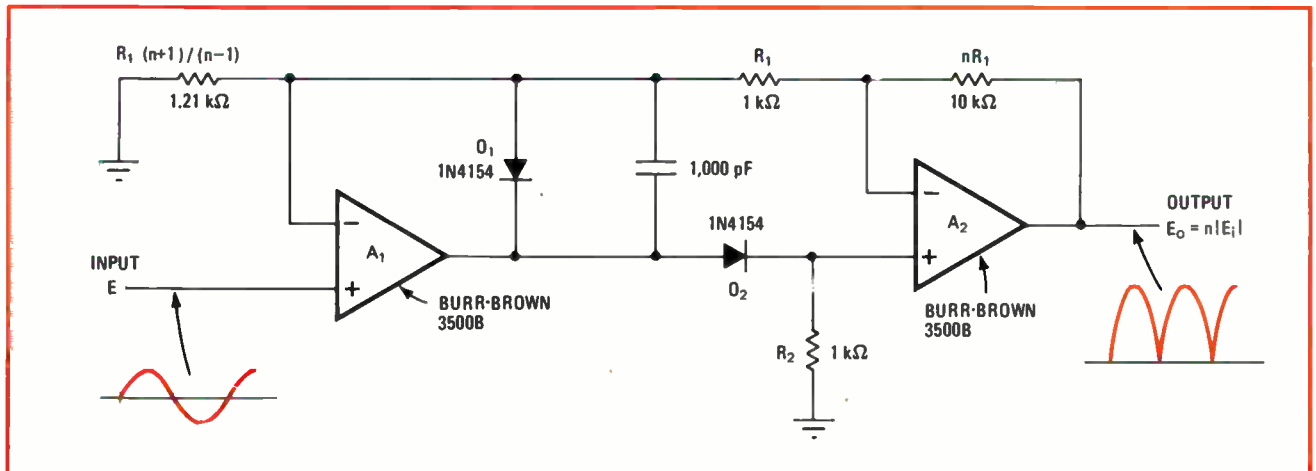 R₁ (n+1)/(n−1)
1.21 kΩ
R₁
1 kΩ
nR₁
10 kΩ
D₁
1N4154
1,000 pF
−
A₁
+
INPUT
E
BURR-BROWN
3500B
1N4154
D₂
R₂
1 kΩ
−
A₂
+
BURR-BROWN
3500B
OUTPUT
Eₒ = n|Eᵢ|